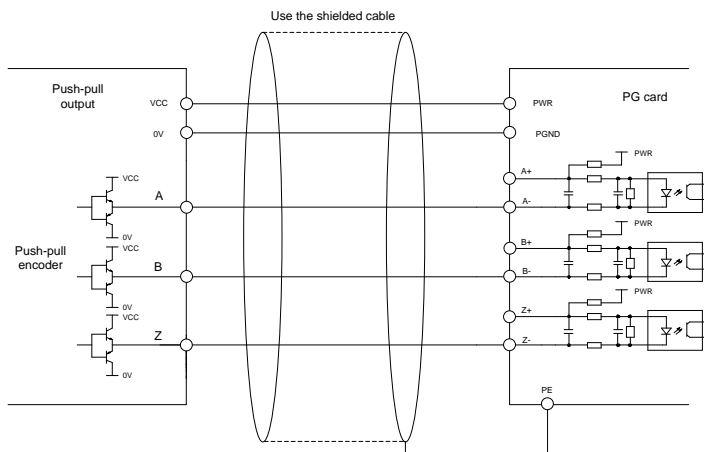 Use the shielded cable
Push-pull
output
VCC
PWR
PG card
0V
PGND
PWR
VCC
A+
A
A-
0V
PWR
Push-pull
encoder
VCC
B+
B
B-
0V
PWR
VCC
Z+
Z
Z-
0V
PE